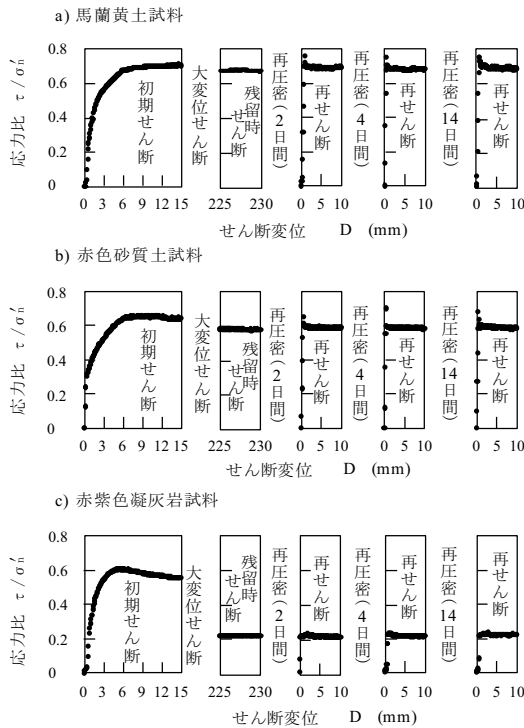 a) 馬蘭黄土試料
応力比 τ/σ'n
0.8
0.6
0.4
0.2
0
初期せん断
大変位せん断
残留時せん断
再圧密(2日間)
再せん断
再圧密(4日間)
再せん断
再圧密(14日間)
再せん断
0 3 6 9 12 15 225 230 0 5 10 0 5 10 0 5 10
せん断変位 D (mm)
b) 赤色砂質土試料
応力比 τ/σ'n
0.8
0.6
0.4
0.2
0
初期せん断
大変位せん断
残留時せん断
再圧密(2日間)
再せん断
再圧密(4日間)
再せん断
再圧密(14日間)
再せん断
0 3 6 9 12 15 225 230 0 5 10 0 5 10 0 5 10
せん断変位 D (mm)
c) 赤紫色凝灰岩試料
応力比 τ/σ'n
0.8
0.6
0.4
0.2
0
初期せん断
大変位せん断
残留時せん断
再圧密(2日間)
再せん断
再圧密(4日間)
再せん断
再圧密(14日間)
再せん断
0 3 6 9 12 15 225 230 0 5 10 0 5 10 0 5 10
せん断変位 D (mm)